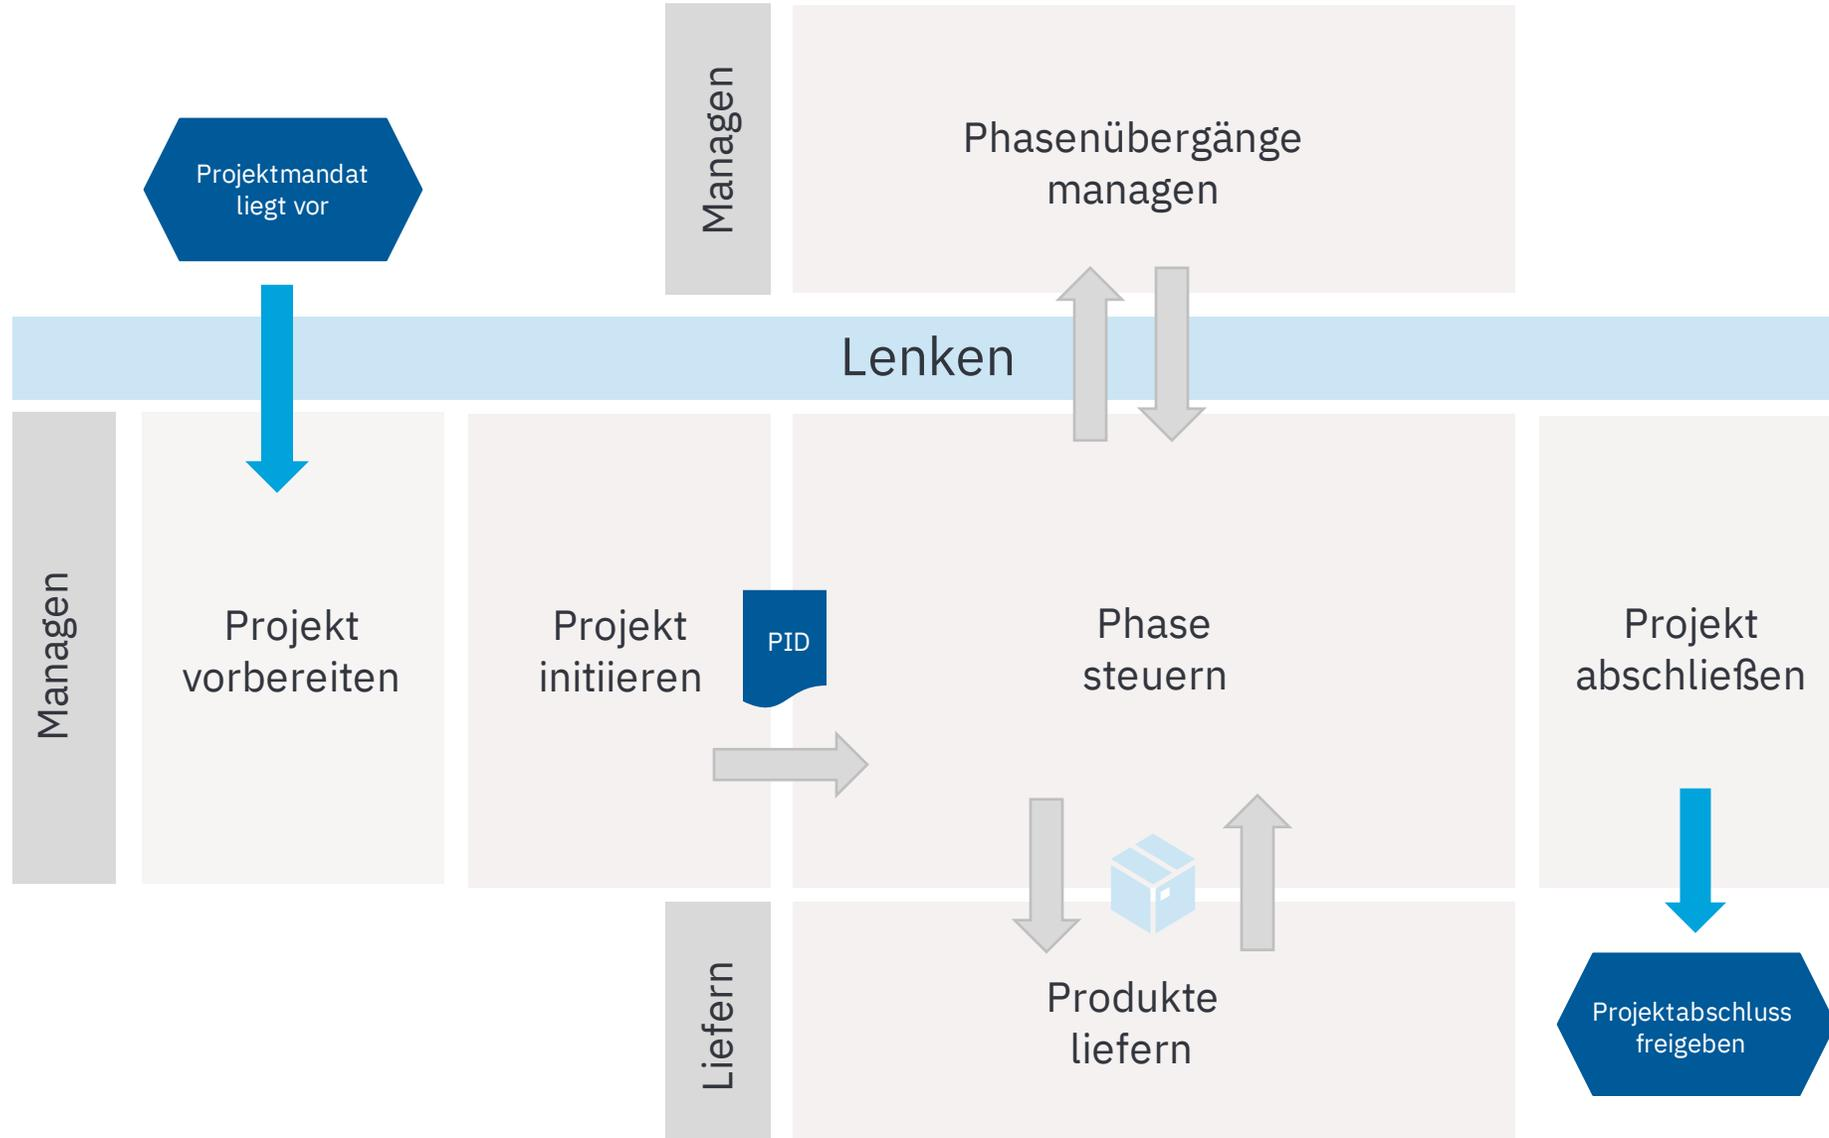 Managen
Phasenübergänge
managen
Projektmandat
liegt vor
Lenken
Managen
Projekt
vorbereiten
Projekt
initiieren
PID
Phase
steuern
Projekt
abschließen
Liefern
Produkte
liefern
Projektabschluss
freigeben